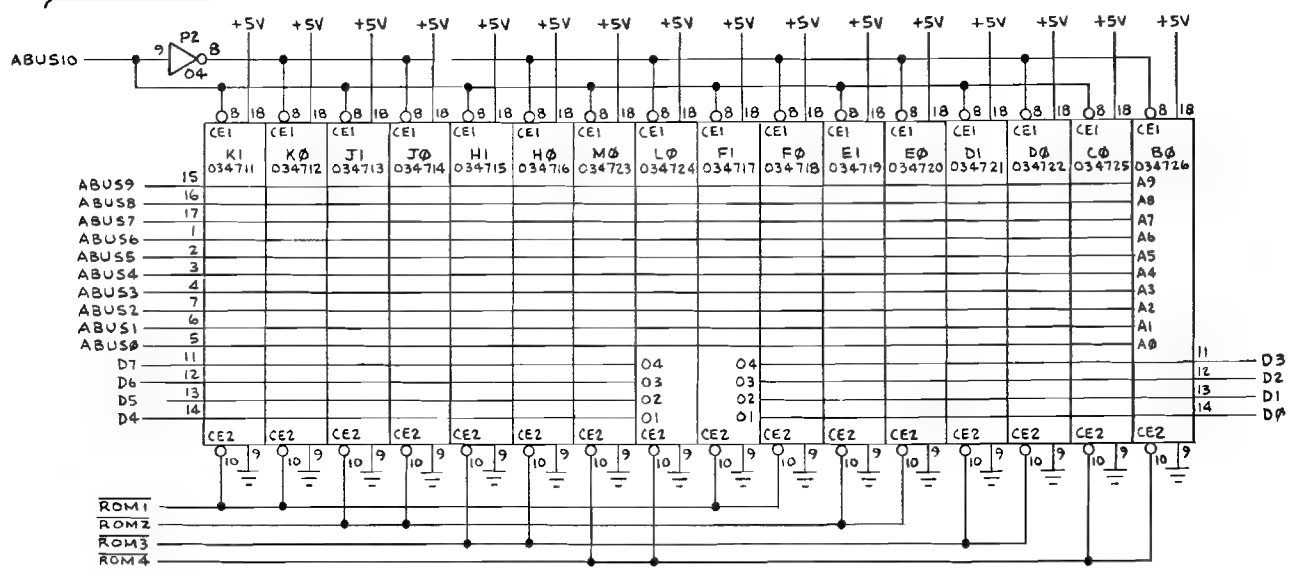 +5V +5V +5V +5V +5V +5V +5V +5V +5V +5V +5V +5V +5V +5V +5V +5V
P2
ABUS10 9 8
04
8 18 8 18 8 18 8 18 8 18 8 18 8 18 8 18 8 18 8 18 8 18 8 18 8 18 8 18 8 18 8 18
CE1 CE1 CE1 CE1 CE1 CE1 CE1 CE1 CE1 CE1 CE1 CE1 CE1 CE1 CE1 CE1
K1 KØ J1 JØ H1 HØ MØ LØ F1 FØ E1 EØ D1 DØ CØ BØ
034711 034712 034713 034714 034715 034716 034723 034724 034717 034718 034719 034720 034721 034722 034725 034726
ABUS9 15 A9
ABUS8 16 A8
ABUS7 17 A7
ABUS6 1 A6
ABUS5 2 A5
ABUS4 3 A4
ABUS3 4 A3
ABUS2 7 A2
ABUS1 6 A1
ABUSØ 5 AØ
D7 11 04 04 11 D3
D6 12 03 03 12 D2
D5 13 02 02 13 D1
D4 14 01 01 14 DØ
CE2 CE2 CE2 CE2 CE2 CE2 CE2 CE2 CE2 CE2 CE2 CE2 CE2 CE2 CE2 CE2
10 9 10 9 10 9 10 9 10 9 10 9 10 9 10 9 10 9 10 9 10 9 10 9 10 9 10 9 10 9 10 9
ROM1
ROM2
ROM3
ROM4